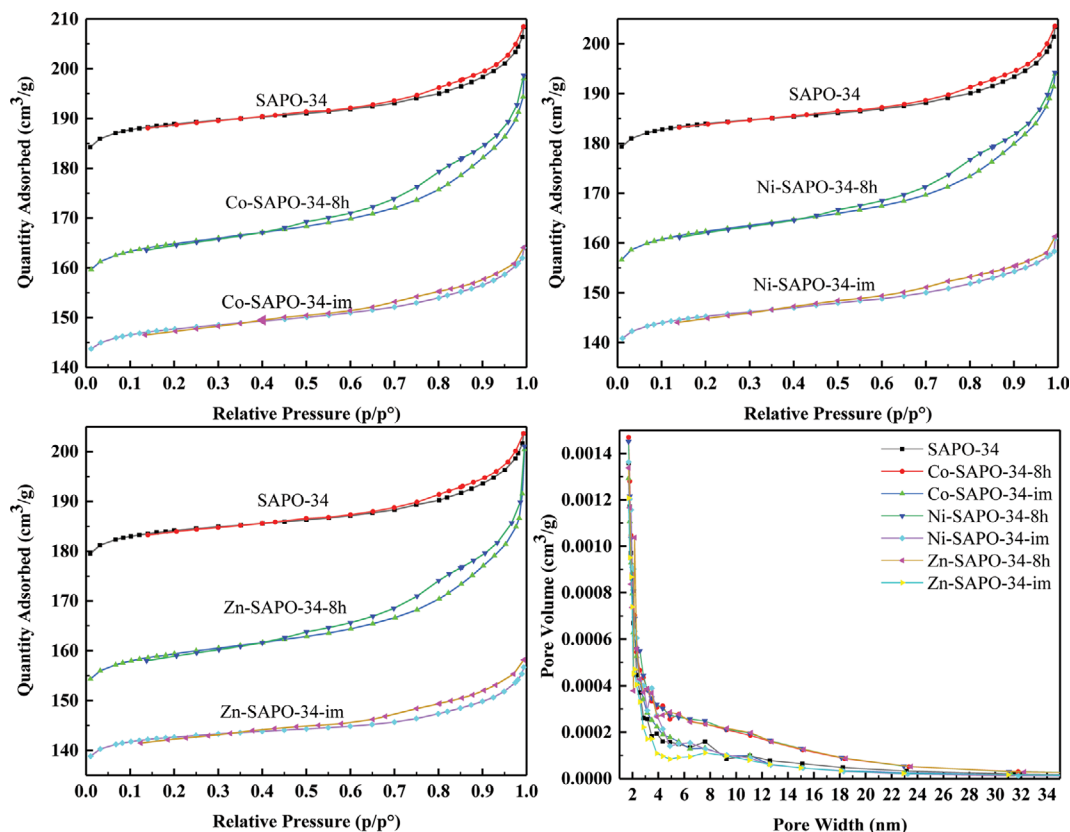 210
200
190
180
170
160
150
140
Quantity Adsorbed (cm³/g)
SAPO-34
Co-SAPO-34-8h
Co-SAPO-34-im
0.0 0.1 0.2 0.3 0.4 0.5 0.6 0.7 0.8 0.9 1.0
Relative Pressure (p/p°)
200
190
180
170
160
150
140
Quantity Adsorbed (cm³/g)
SAPO-34
Ni-SAPO-34-8h
Ni-SAPO-34-im
0.0 0.1 0.2 0.3 0.4 0.5 0.6 0.7 0.8 0.9 1.0
Relative Pressure (p/p°)
200
190
180
170
160
150
140
Quantity Adsorbed (cm³/g)
SAPO-34
Zn-SAPO-34-8h
Zn-SAPO-34-im
0.0 0.1 0.2 0.3 0.4 0.5 0.6 0.7 0.8 0.9 1.0
Relative Pressure (p/p°)
0.0014
0.0012
0.0010
0.0008
0.0006
0.0004
0.0002
0.0000
Pore Volume (cm³/g)
SAPO-34
Co-SAPO-34-8h
Co-SAPO-34-im
Ni-SAPO-34-8h
Ni-SAPO-34-im
Zn-SAPO-34-8h
Zn-SAPO-34-im
2 4 6 8 10 12 14 16 18 20 22 24 26 28 30 32 34
Pore Width (nm)